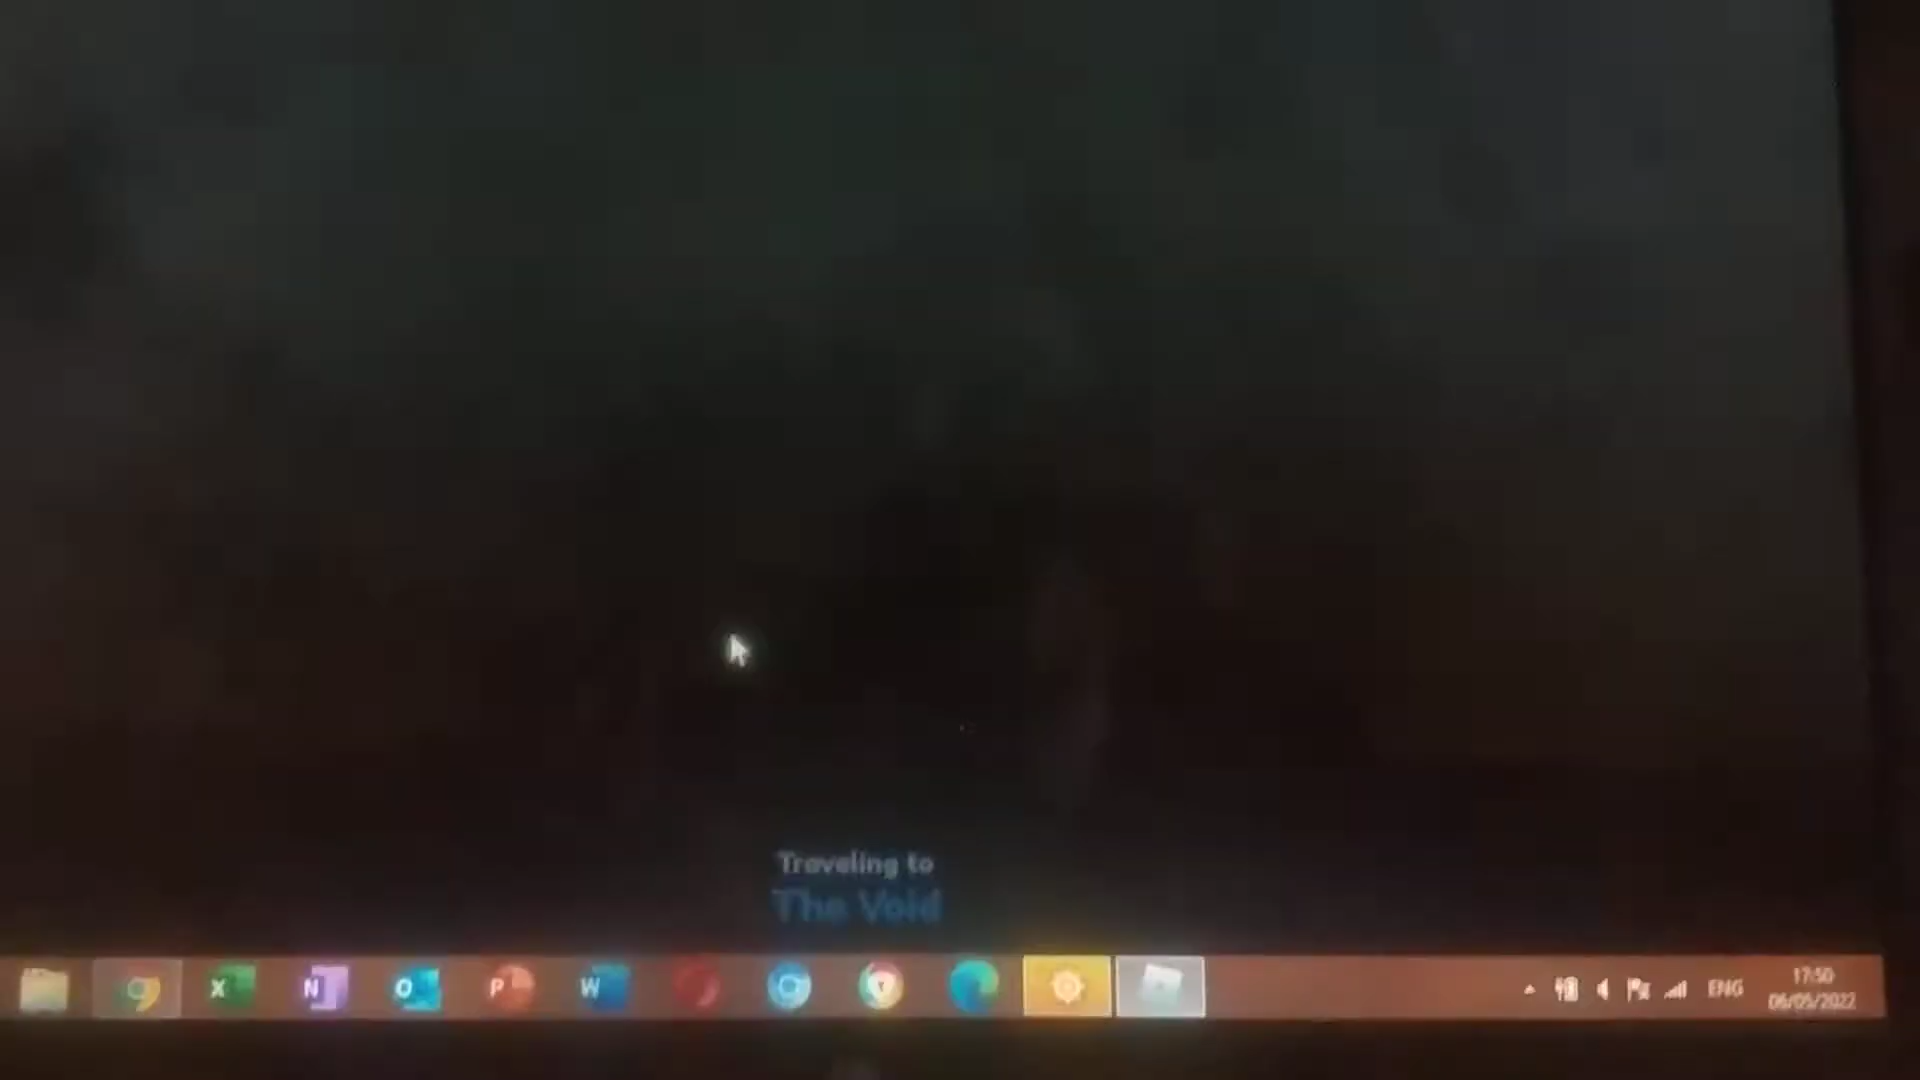 Traveling to
The Void
X
N
O
P
W
Y
ENG
17:50
06/05/2022